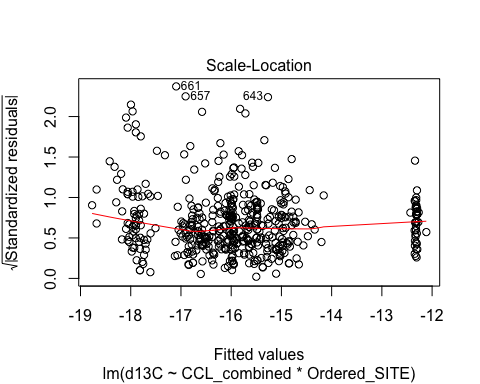 Scale-Location
√|Standardized residuals|
0.0 0.5 1.0 1.5 2.0
661
657
643
-19 -18 -17 -16 -15 -14 -13 -12
Fitted values
lm(d13C ~ CCL_combined * Ordered_SITE)